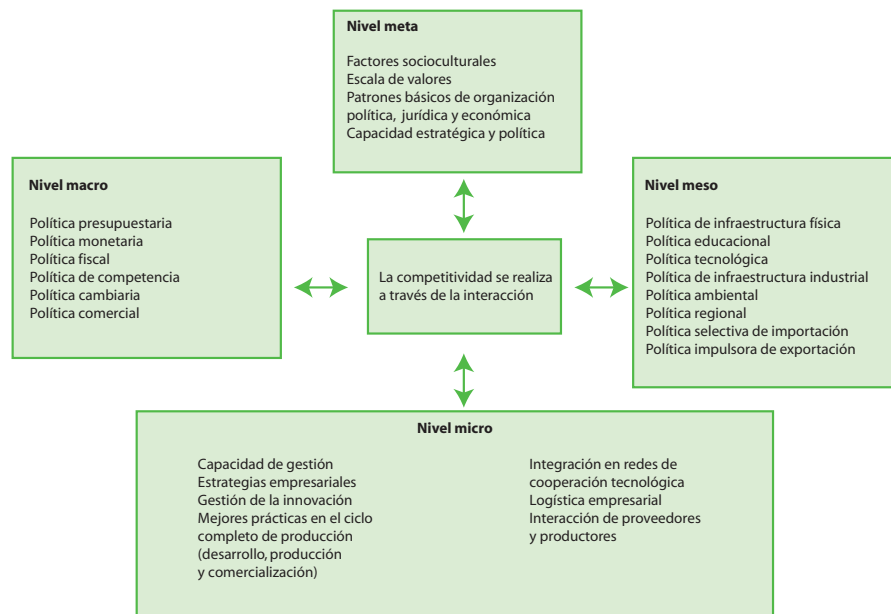 Nivel meta
Factores socioculturales
Escala de valores
Patrones básicos de organización
política, jurídica y económica
Capacidad estratégica y política
Nivel macro
Política presupuestaria
Política monetaria
Política fiscal
Política de competencia
Política cambiaria
Política comercial
La competitividad se realiza
a través de la interacción
Nivel meso
Política de infraestructura física
Política educacional
Política tecnológica
Política de infraestructura industrial
Política ambiental
Política regional
Política selectiva de importación
Política impulsora de exportación
Nivel micro
Capacidad de gestión
Estrategias empresariales
Gestión de la innovación
Mejores prácticas en el ciclo
completo de producción
(desarrollo, producción
y comercialización)
Integración en redes de
cooperación tecnológica
Logística empresarial
Interacción de proveedores
y productores